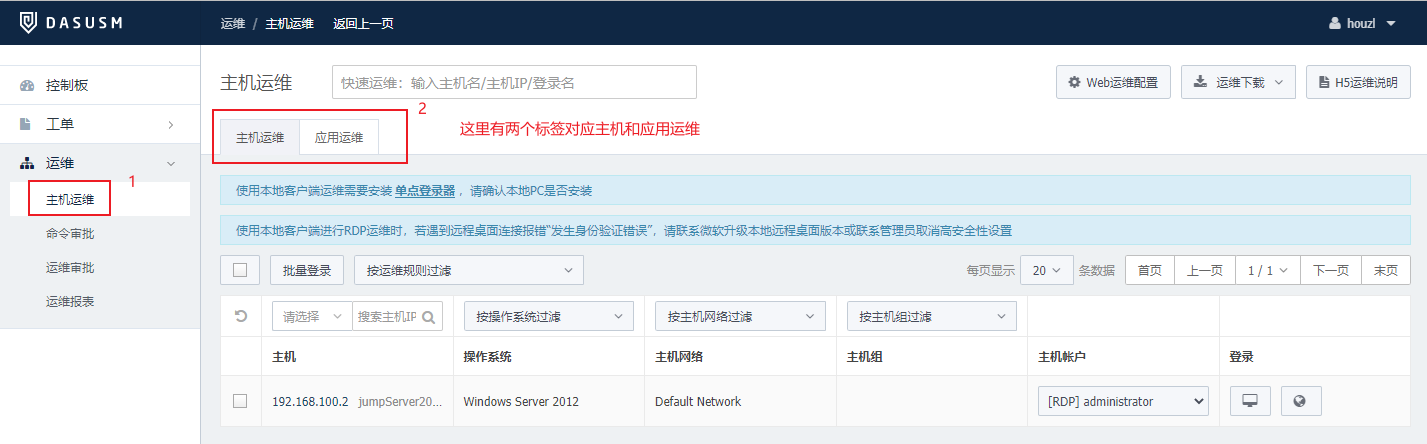 DASUSM
运维 / 主机运维 返回上一页
houzl
控制板
工单
运维
1
主机运维
命令审批
运维审批
运维报表
主机运维
快速运维：输入主机名/主机IP/登录名
Web运维配置
运维下载
H5运维说明
2
主机运维
应用运维
这里有两个标签对应主机和应用运维
使用本地客户端运维需要安装 单点登录器 ，请确认本地PC是否安装
使用本地客户端进行RDP运维时，若遇到远程桌面连接报错“发生身份验证错误”，请联系微软升级本地远程桌面版本或联系管理员取消高安全性设置
批量登录
按运维规则过滤
每页显示 20 条数据
首页 上一页 1 / 1 下一页 末页
请选择 搜索主机IP 按操作系统过滤 按主机网络过滤 按主机组过滤
主机 操作系统 主机网络 主机组 主机帐户 登录
192.168.100.2 jumpServer20... Windows Server 2012 Default Network [RDP] administrator